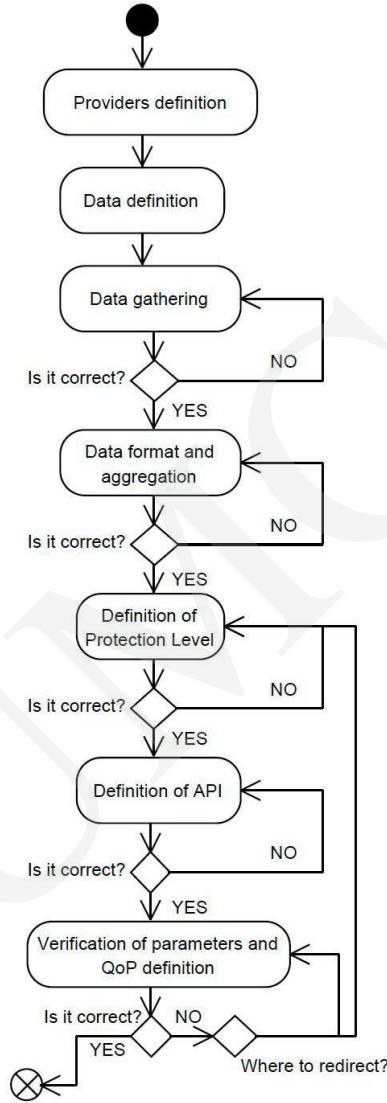 Providers definition
Data definition
Data gathering
Is it correct?
NO
YES
Data format and
aggregation
Is it correct?
NO
YES
Definition of
Protection Level
Is it correct?
NO
YES
Definition of API
Is it correct?
NO
YES
Verification of parameters and
QoP definition
Is it correct?
NO
YES
Where to redirect?
UMC